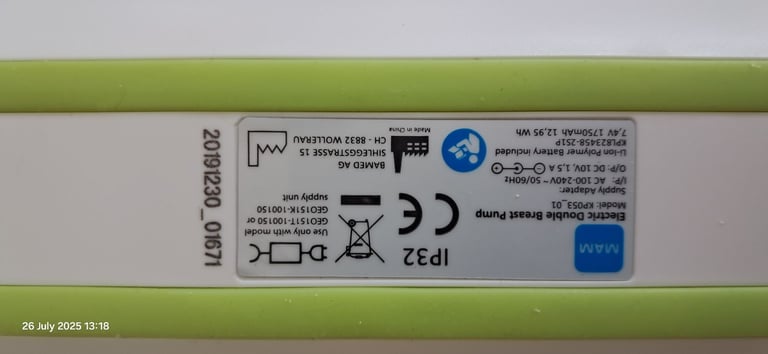 MAM
Electric Double Breast Pump
Model: KP053_01
Supply Adapter:
I/P: AC 100-240V~ 50/60Hz
O/P: DC 10V, 1,5 A
Li-Ion Polymer Battery included
KPL823458-2S1P
7,4V 1750mAh 12,95 Wh
IP32
CE
Made in China
Use only with model
GEO151T-100150 or
GEO151K-100150
supply unit
BAMED AG
SIHLEGGSTRASSE 15
CH - 8832 WOLLERAU
20191230_01671
26 July 2025 13:18